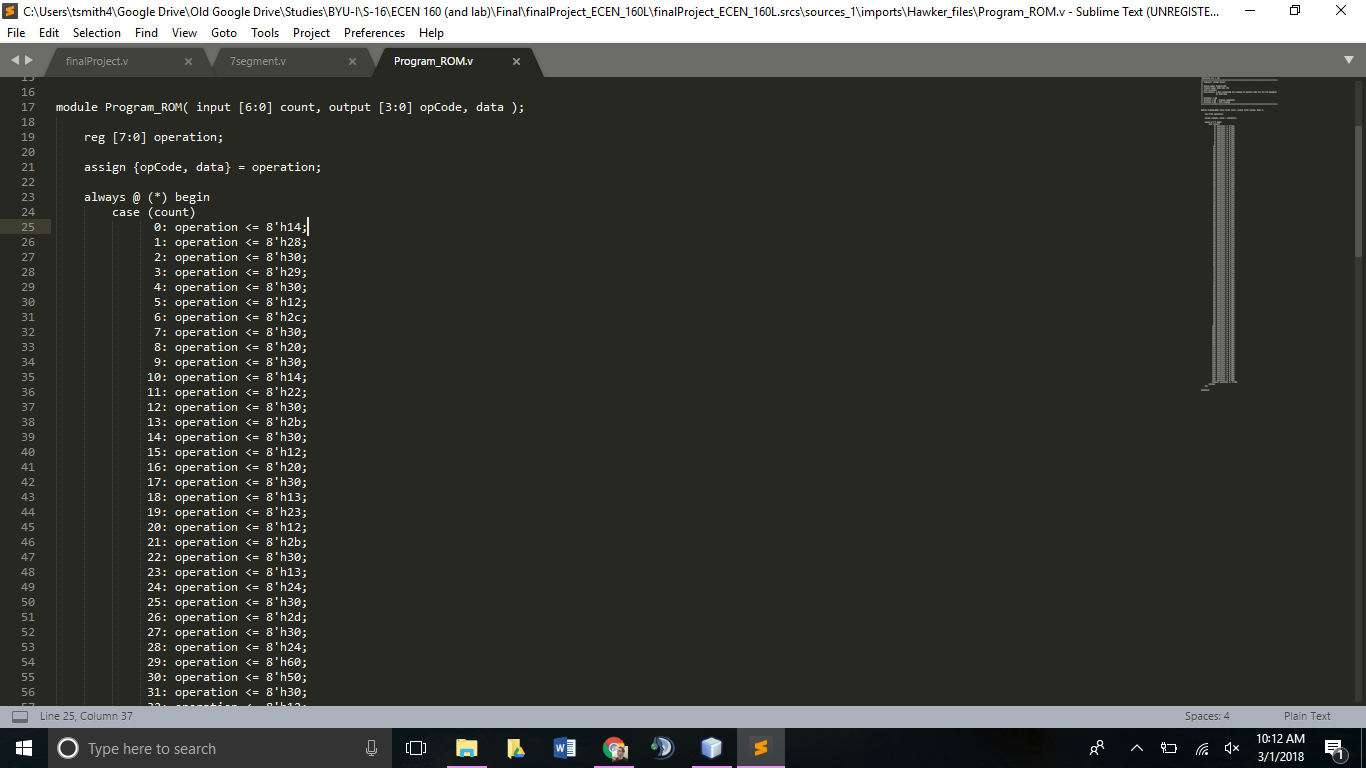 C:\Users\tsmith4\Google Drive\Old Google Drive\Studies\BYU-I\S-16\ECEN 160 (and lab)\Final\finalProject_ECEN_160L\finalProject_ECEN_160L.srcs\sources_1\imports\Hawker_files\Program_ROM.v - Sublime Text (UNREGISTE...
File Edit Selection Find View Goto Tools Project Preferences Help
finalProject.v 7segment.v Program_ROM.v
15
16
17 module Program_ROM( input [6:0] count, output [3:0] opCode, data );
18
19 reg [7:0] operation;
20
21 assign {opCode, data} = operation;
22
23 always @ (*) begin
24 case (count)
25 0: operation <= 8'h14;
26 1: operation <= 8'h28;
27 2: operation <= 8'h30;
28 3: operation <= 8'h29;
29 4: operation <= 8'h30;
30 5: operation <= 8'h12;
31 6: operation <= 8'h2c;
32 7: operation <= 8'h30;
33 8: operation <= 8'h20;
34 9: operation <= 8'h30;
35 10: operation <= 8'h14;
36 11: operation <= 8'h22;
37 12: operation <= 8'h30;
38 13: operation <= 8'h2b;
39 14: operation <= 8'h30;
40 15: operation <= 8'h12;
41 16: operation <= 8'h20;
42 17: operation <= 8'h30;
43 18: operation <= 8'h13;
44 19: operation <= 8'h23;
45 20: operation <= 8'h12;
46 21: operation <= 8'h2b;
47 22: operation <= 8'h30;
48 23: operation <= 8'h13;
49 24: operation <= 8'h24;
50 25: operation <= 8'h30;
51 26: operation <= 8'h2d;
52 27: operation <= 8'h30;
53 28: operation <= 8'h24;
54 29: operation <= 8'h60;
55 30: operation <= 8'h50;
56 31: operation <= 8'h30;
Line 25, Column 37 Spaces: 4 Plain Text
Type here to search
10:12 AM
3/1/2018
1